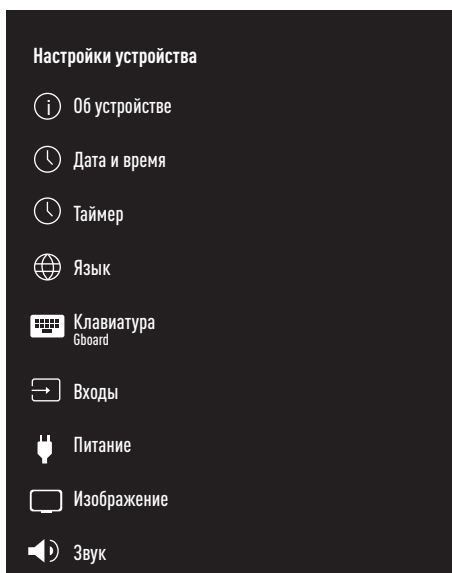 Настройки устройства
Об устройстве
Дата и время
Таймер
Язык
Клавиатура
Gboard
Входы
Питание
Изображение
Звук